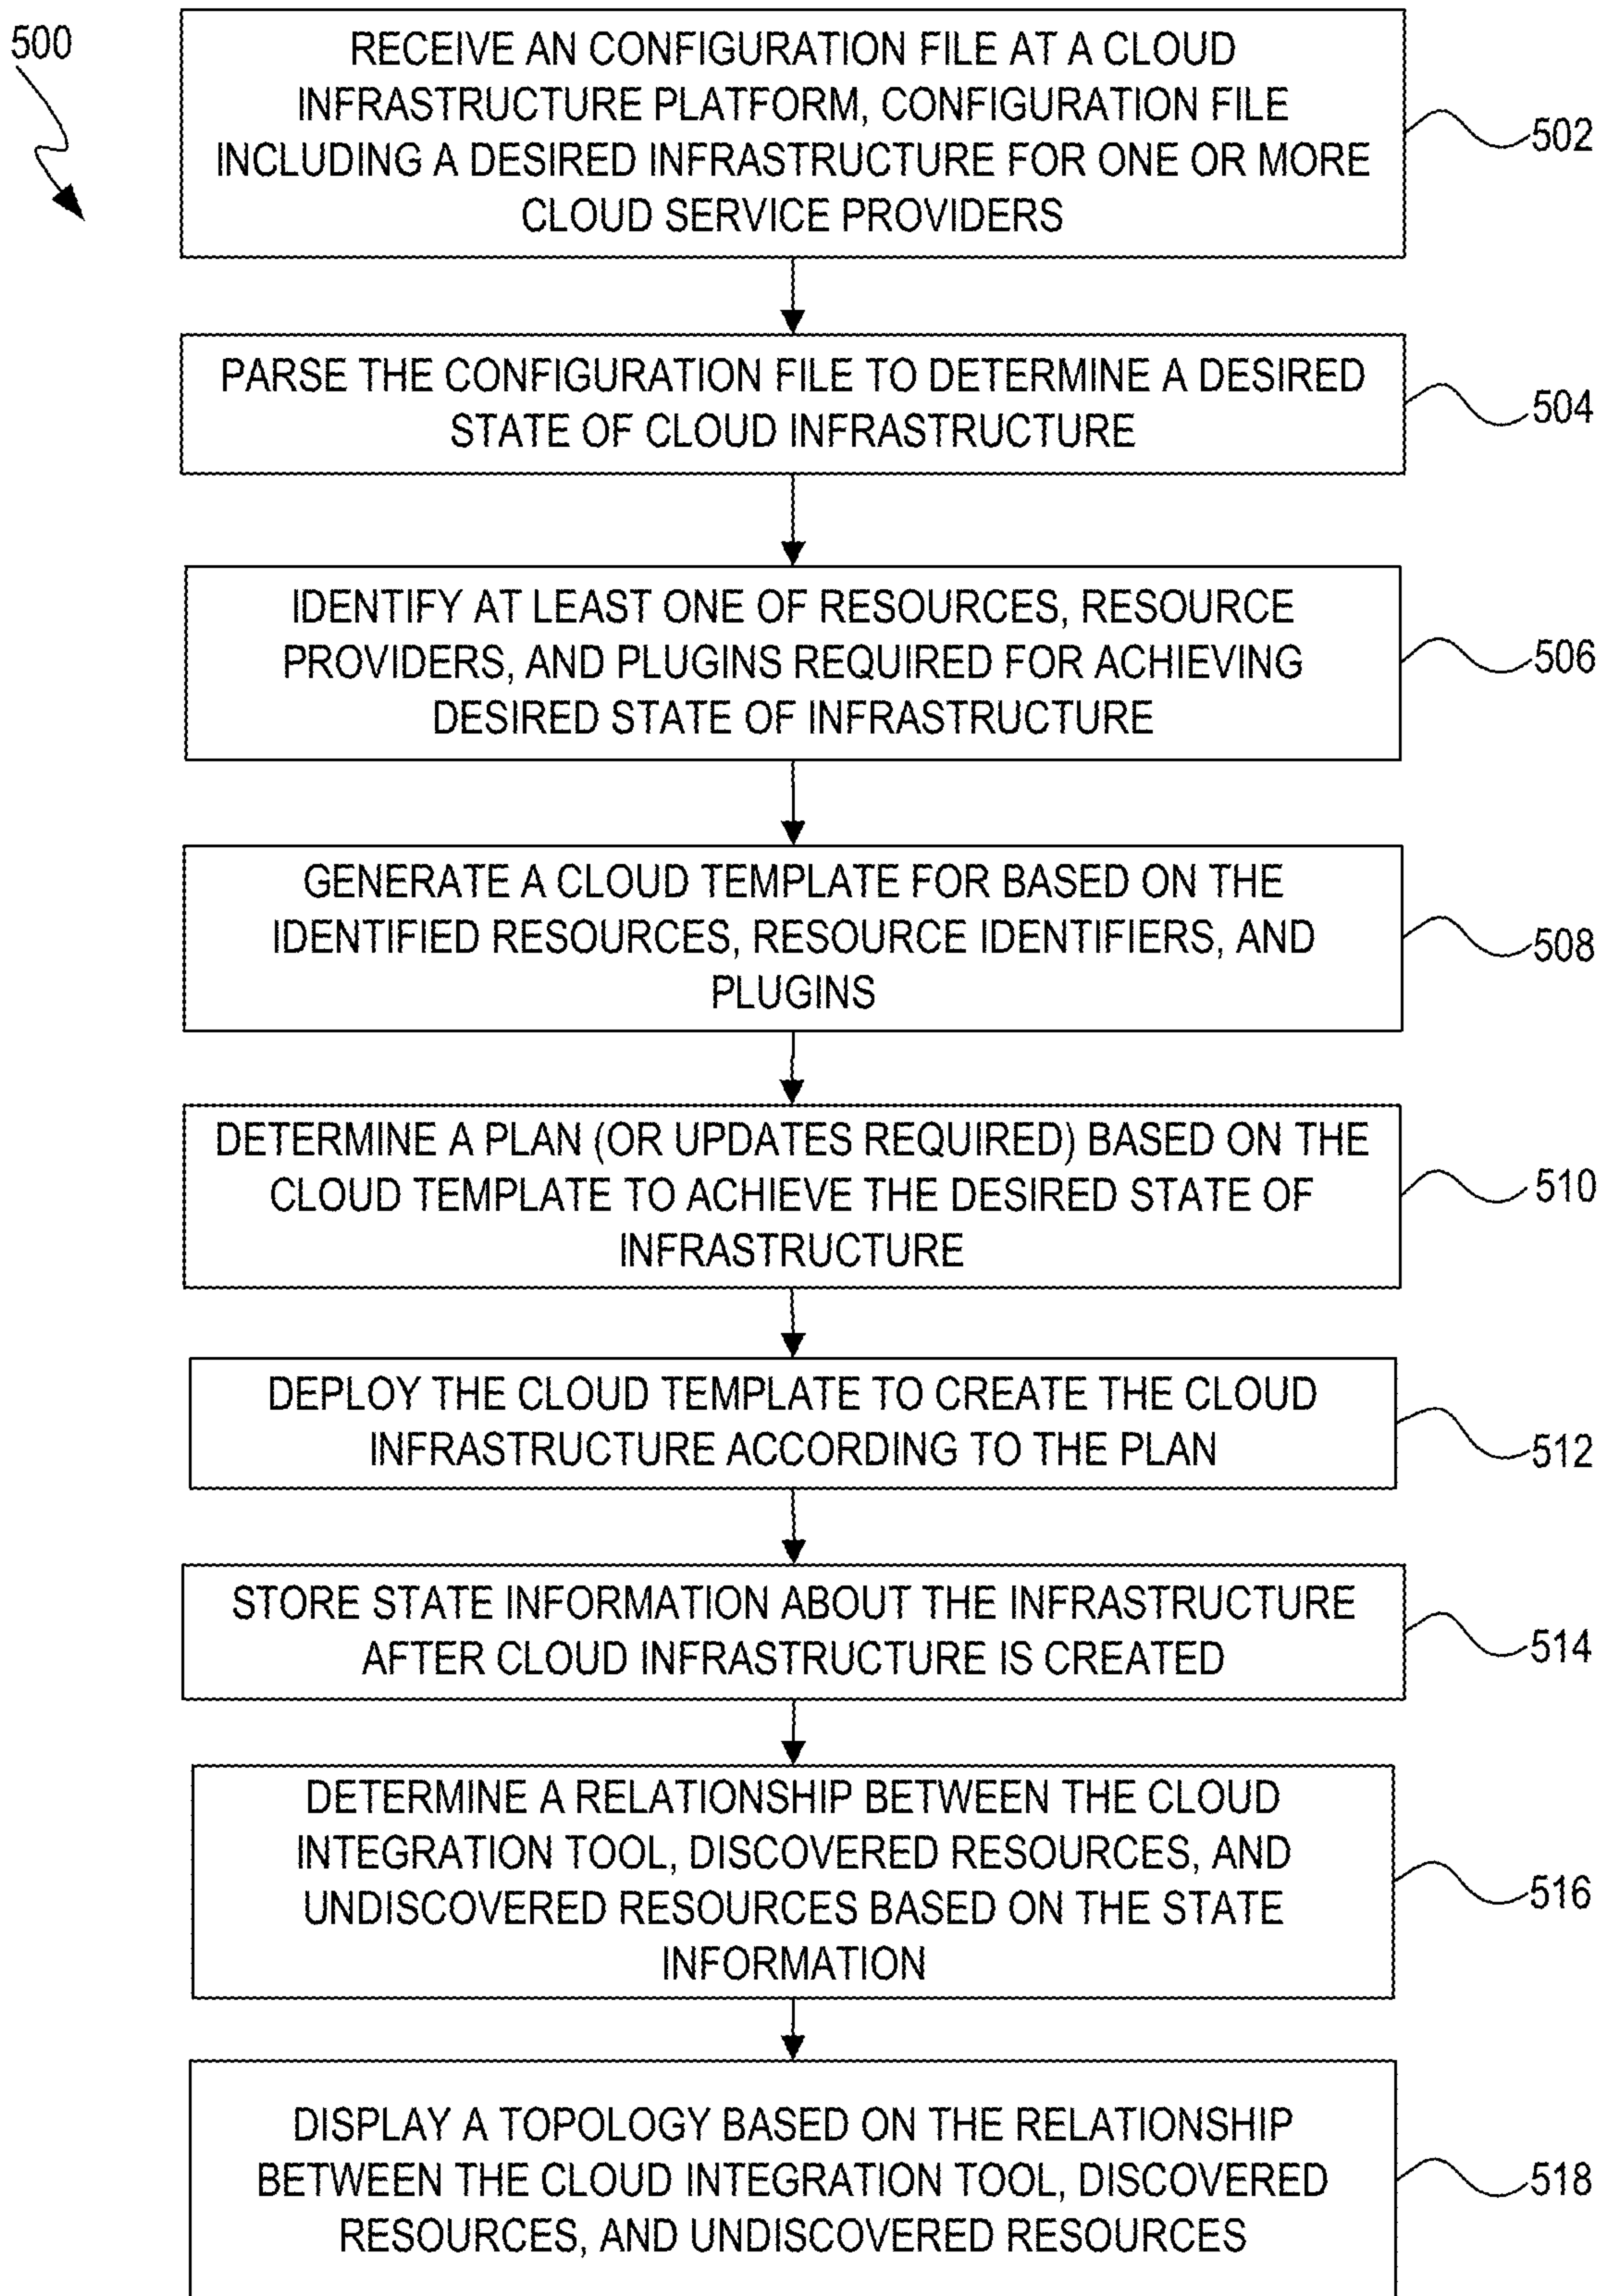 500
RECEIVE AN CONFIGURATION FILE AT A CLOUD
INFRASTRUCTURE PLATFORM, CONFIGURATION FILE
INCLUDING A DESIRED INFRASTRUCTURE FOR ONE OR MORE
CLOUD SERVICE PROVIDERS
502
PARSE THE CONFIGURATION FILE TO DETERMINE A DESIRED
STATE OF CLOUD INFRASTRUCTURE
504
IDENTIFY AT LEAST ONE OF RESOURCES, RESOURCE
PROVIDERS, AND PLUGINS REQUIRED FOR ACHIEVING
DESIRED STATE OF INFRASTRUCTURE
506
GENERATE A CLOUD TEMPLATE FOR BASED ON THE
IDENTIFIED RESOURCES, RESOURCE IDENTIFIERS, AND
PLUGINS
508
DETERMINE A PLAN (OR UPDATES REQUIRED) BASED ON THE
CLOUD TEMPLATE TO ACHIEVE THE DESIRED STATE OF
INFRASTRUCTURE
510
DEPLOY THE CLOUD TEMPLATE TO CREATE THE CLOUD
INFRASTRUCTURE ACCORDING TO THE PLAN
512
STORE STATE INFORMATION ABOUT THE INFRASTRUCTURE
AFTER CLOUD INFRASTRUCTURE IS CREATED
514
DETERMINE A RELATIONSHIP BETWEEN THE CLOUD
INTEGRATION TOOL, DISCOVERED RESOURCES, AND
UNDISCOVERED RESOURCES BASED ON THE STATE
INFORMATION
516
DISPLAY A TOPOLOGY BASED ON THE RELATIONSHIP
BETWEEN THE CLOUD INTEGRATION TOOL, DISCOVERED
RESOURCES, AND UNDISCOVERED RESOURCES
518